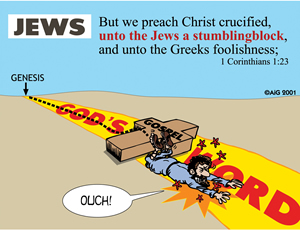 JEWS
But we preach Christ crucified,
unto the Jews a stumblingblock,
and unto the Greeks foolishness;
1 Corinthians 1:23
GENESIS
©AiG 2001
GOD'S
GOSPEL
WORD
OUCH!